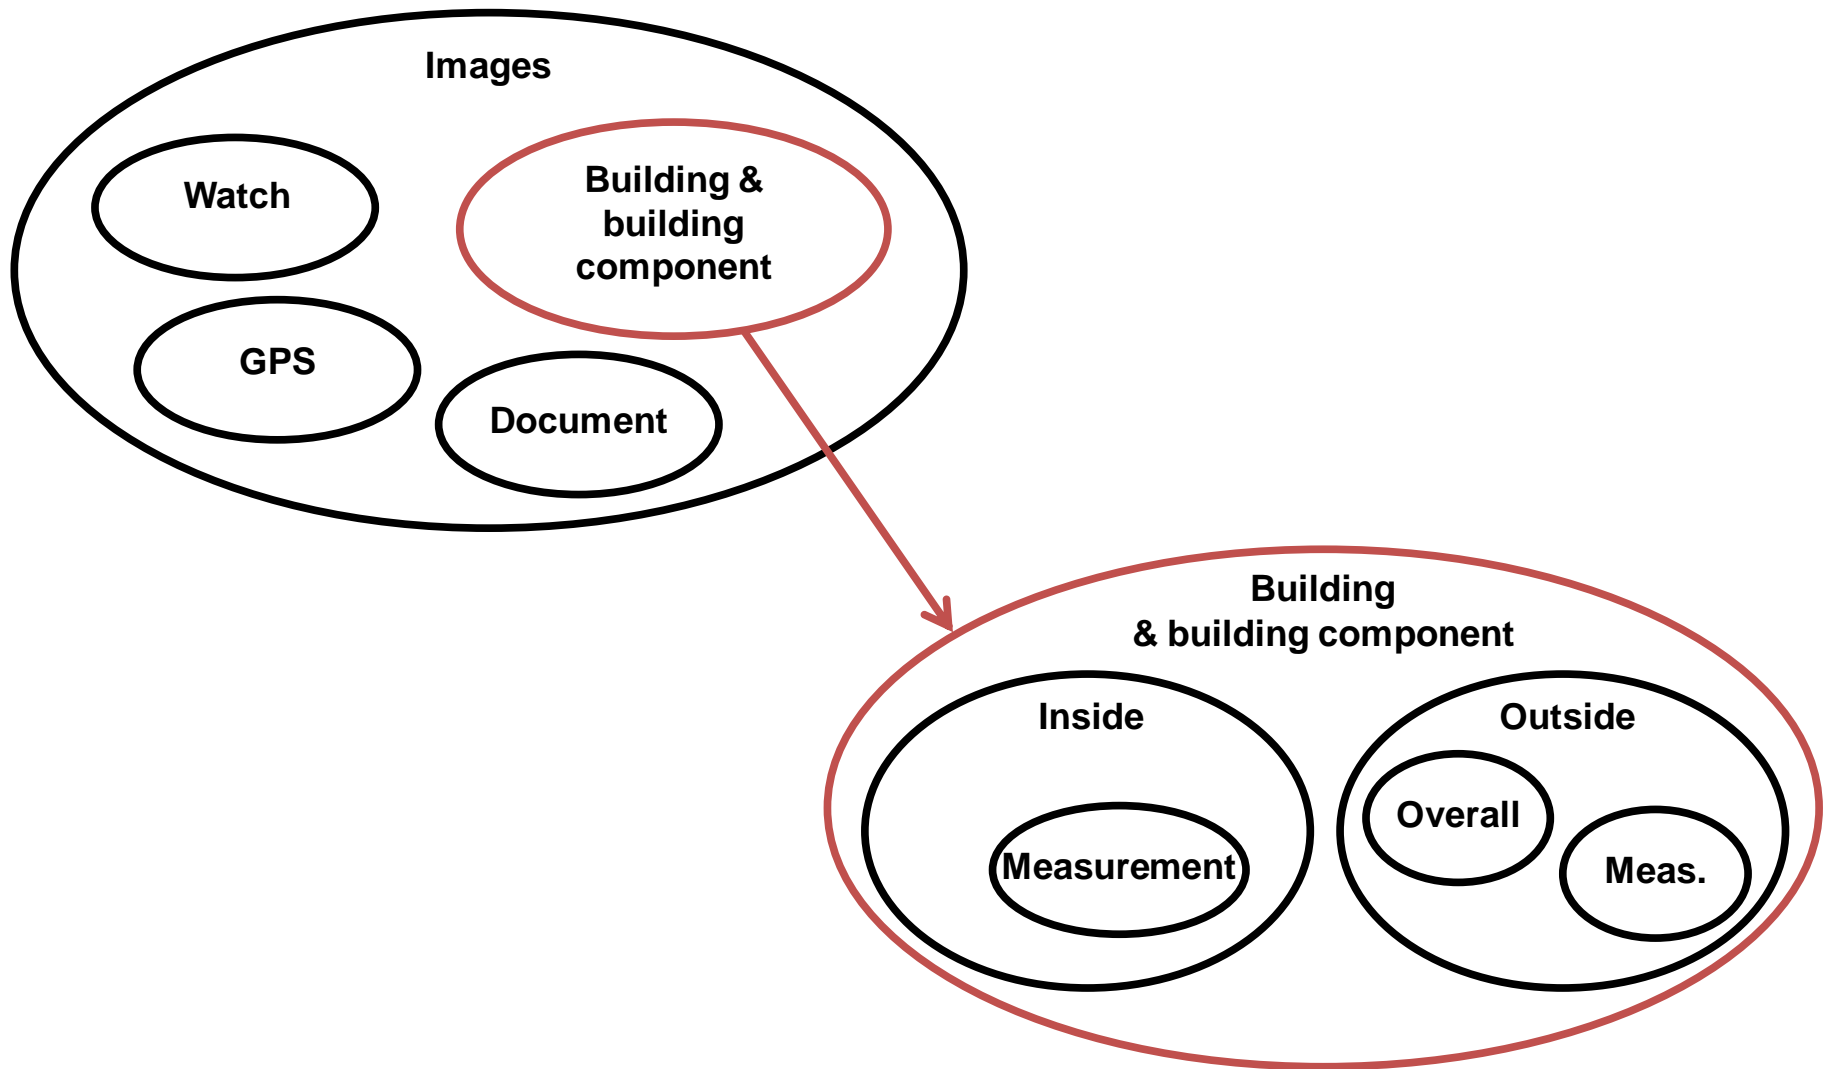 Images
Watch
Building &
building
component
GPS
Document
Building
& building component
Inside
Outside
Overall
Measurement
Meas.